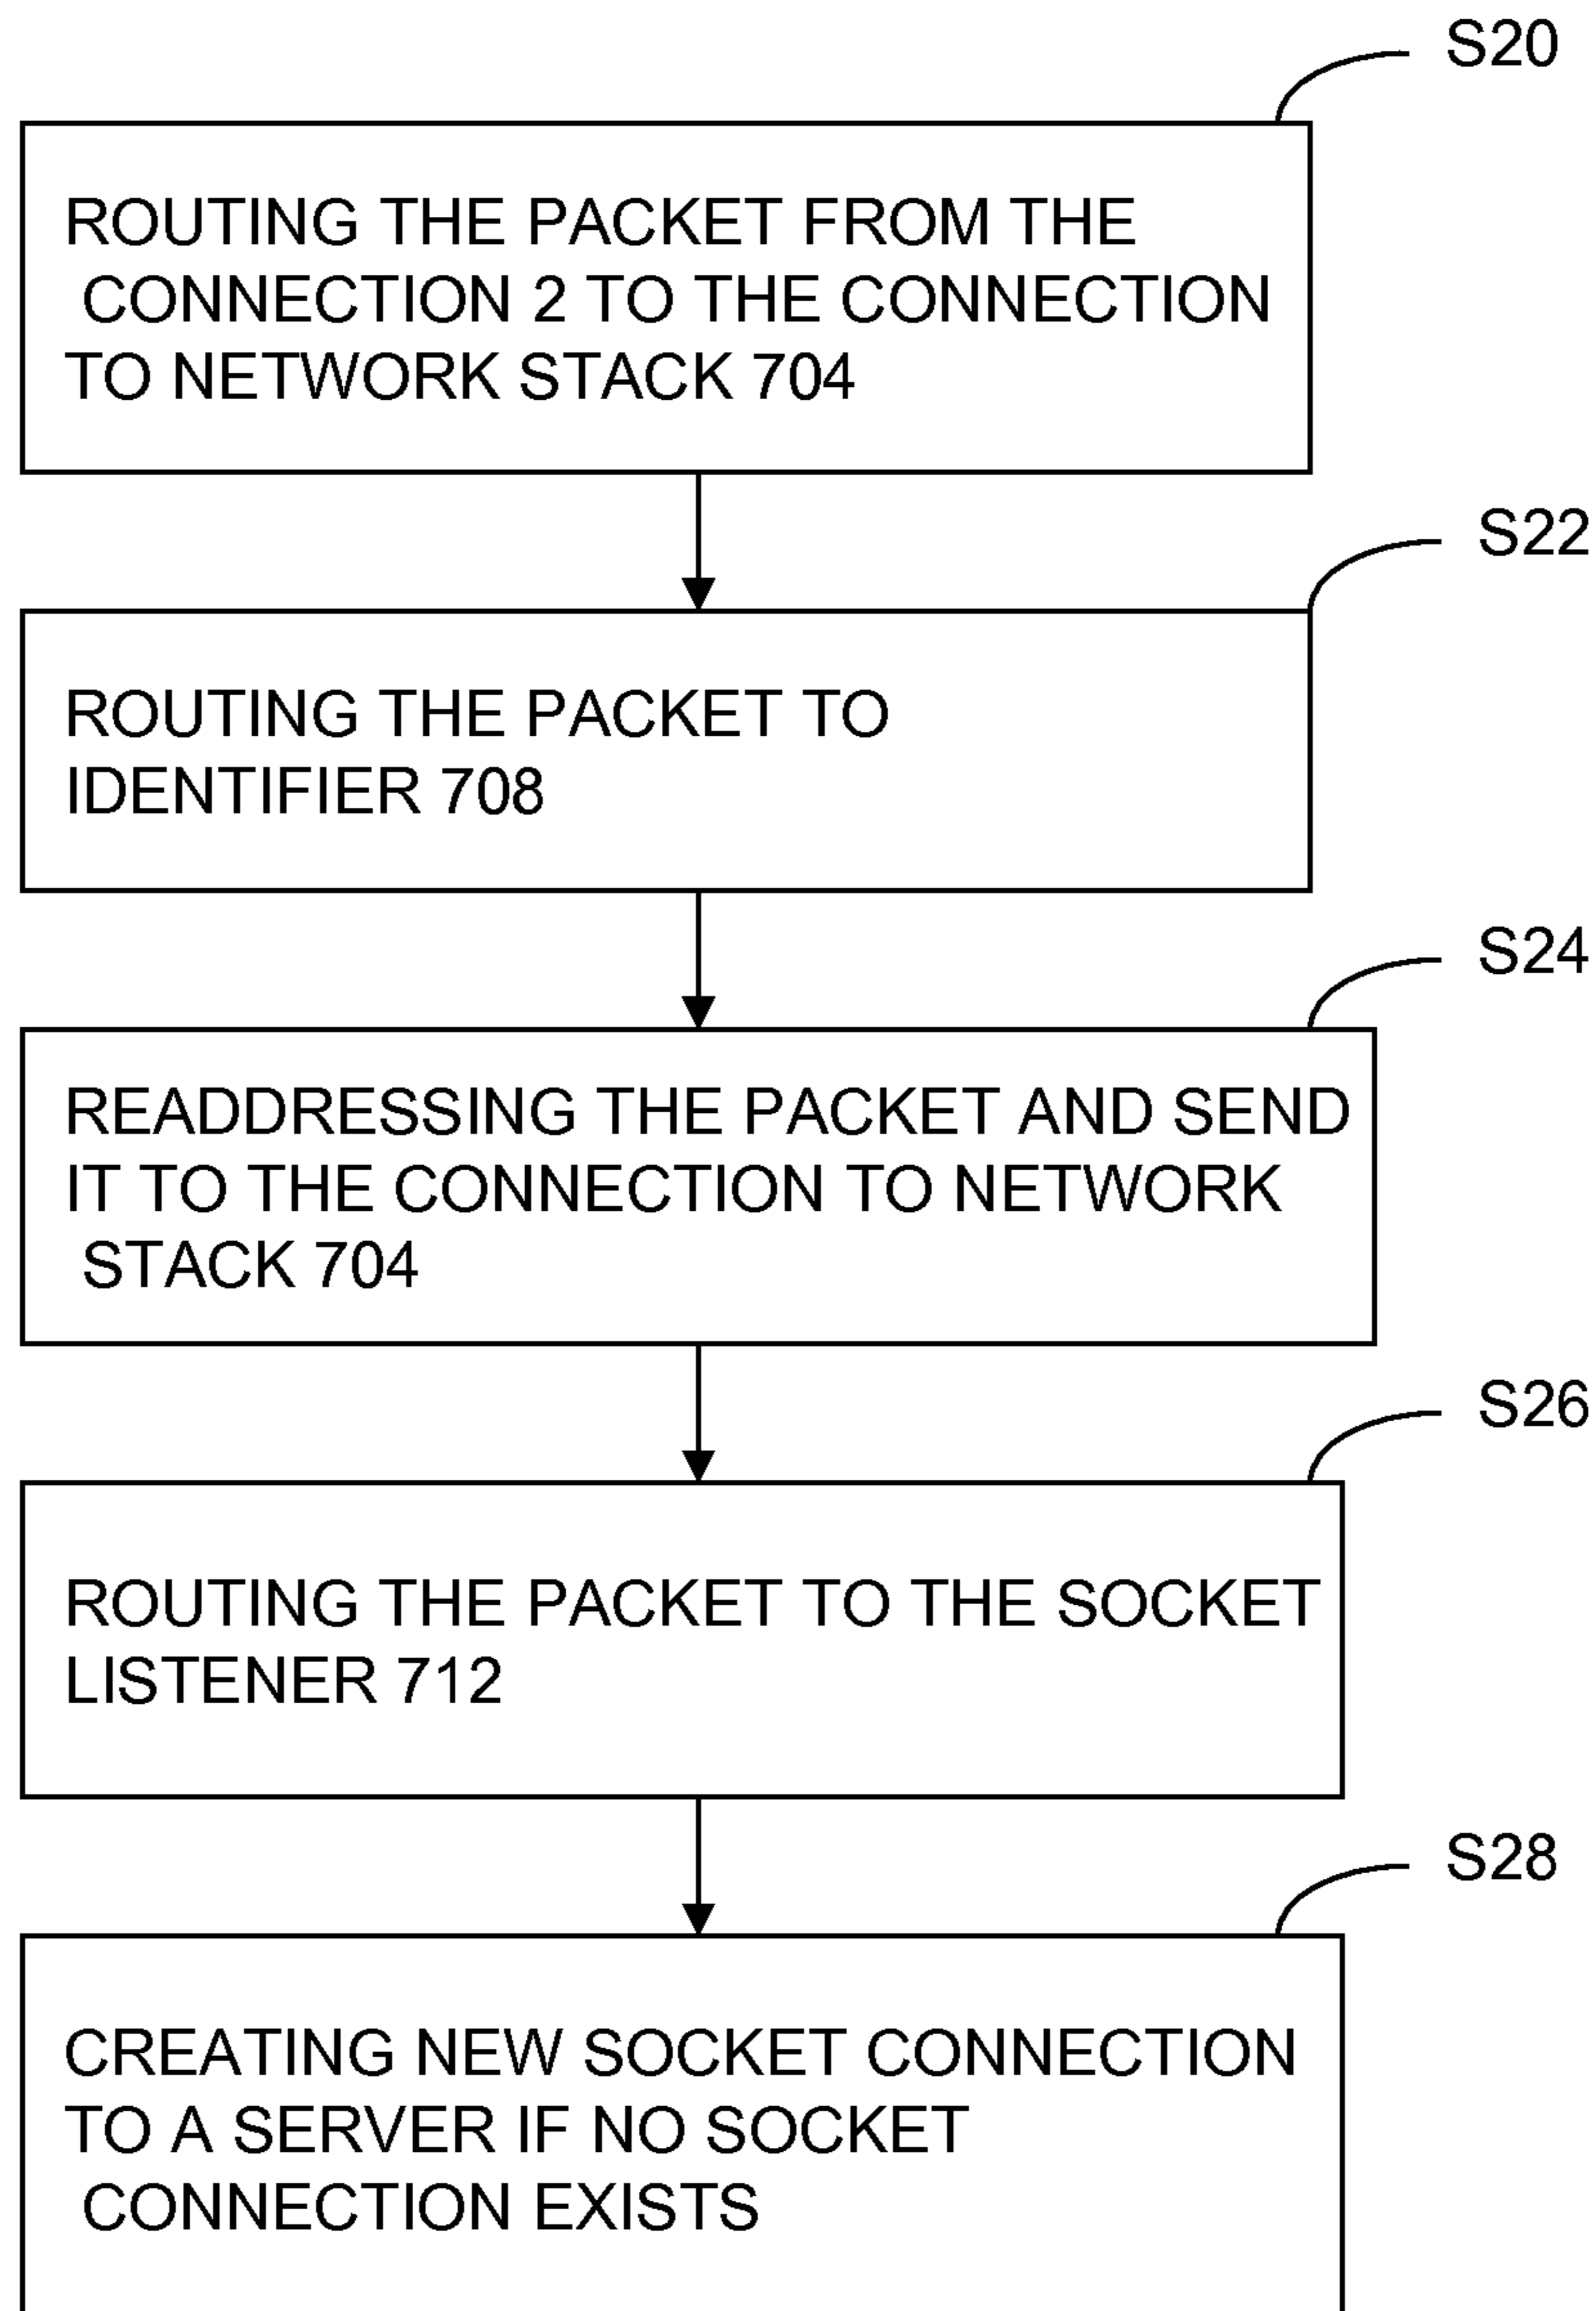 S20
ROUTING THE PACKET FROM THE
CONNECTION 2 TO THE CONNECTION
TO NETWORK STACK 704
S22
ROUTING THE PACKET TO
IDENTIFIER 708
S24
READDRESSING THE PACKET AND SEND
IT TO THE CONNECTION TO NETWORK
STACK 704
S26
ROUTING THE PACKET TO THE SOCKET
LISTENER 712
S28
CREATING NEW SOCKET CONNECTION
TO A SERVER IF NO SOCKET
CONNECTION EXISTS